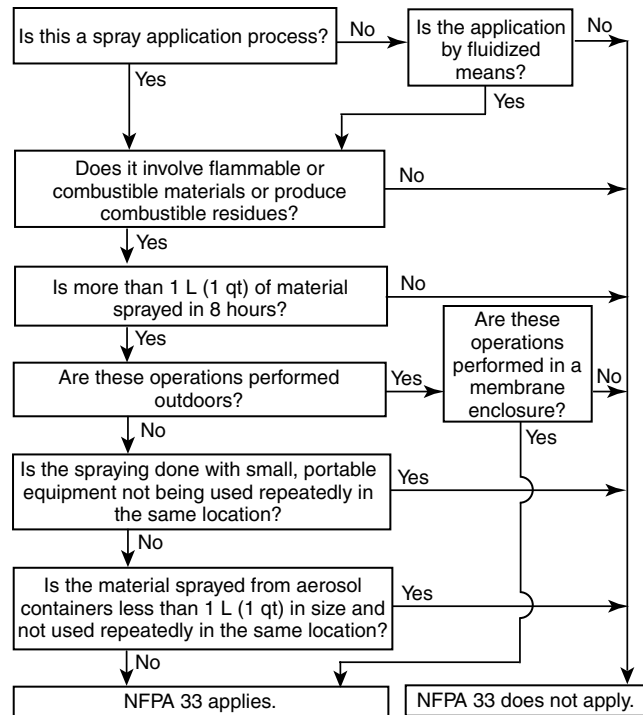 Is this a spray application process?
No
Is the application
by fluidized
means?
No
Yes
Yes
Does it involve flammable or
combustible materials or produce
combustible residues?
No
Yes
Is more than 1 L (1 qt) of material
sprayed in 8 hours?
No
Yes
Are these operations performed
outdoors?
Yes
Are these
operations
performed in a
membrane
enclosure?
No
No
Yes
Is the spraying done with small, portable
equipment not being used repeatedly in
the same location?
Yes
No
Is the material sprayed from aerosol
containers less than 1 L (1 qt) in size and
not used repeatedly in the same location?
Yes
No
NFPA 33 applies.
NFPA 33 does not apply.